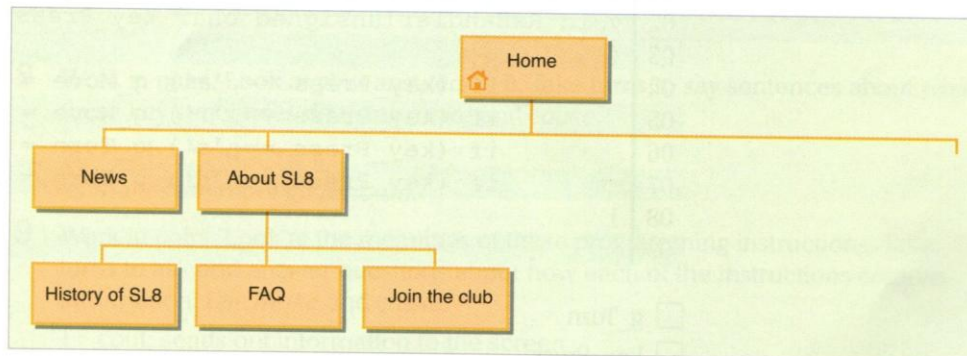 Home
News
About SL8
History of SL8
FAQ
Join the club